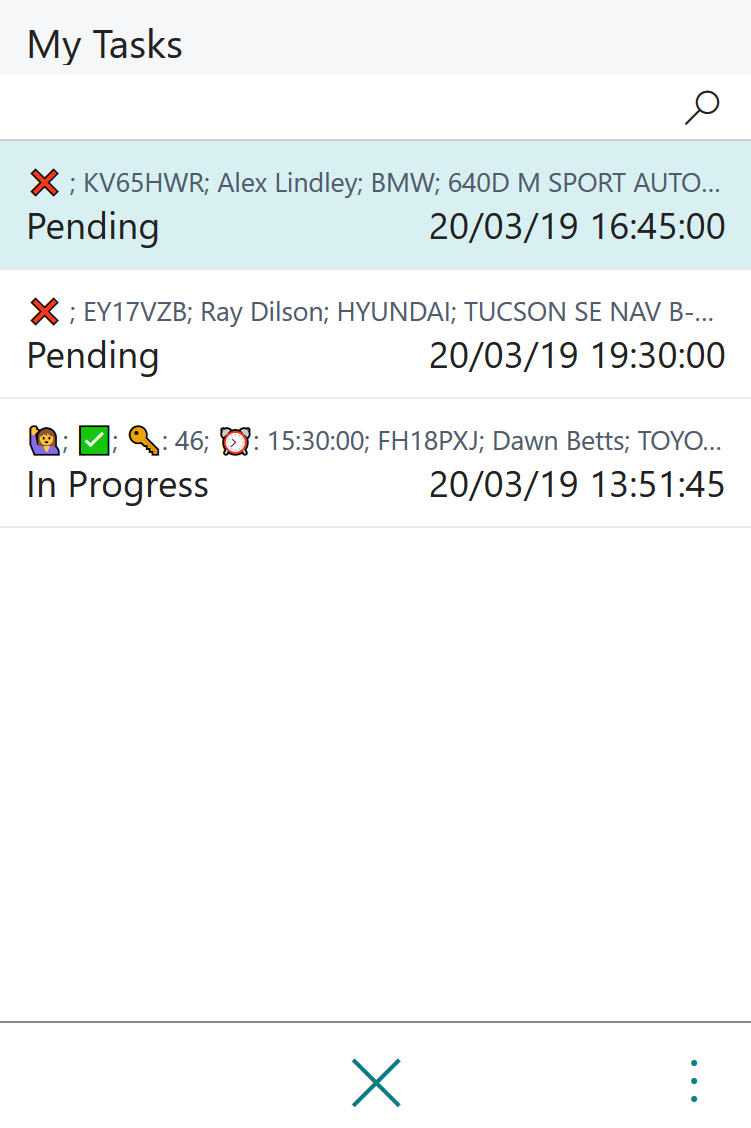 My Tasks
❌ ; KV65HWR; Alex Lindley; BMW; 640D M SPORT AUTO...
Pending 20/03/19 16:45:00
❌ ; EY17VZB; Ray Dilson; HYUNDAI; TUCSON SE NAV B-...
Pending 20/03/19 19:30:00
🙋‍♀️; ✅; 🔑: 46; ⏰: 15:30:00; FH18PXJ; Dawn Betts; TOYO...
In Progress 20/03/19 13:51:45